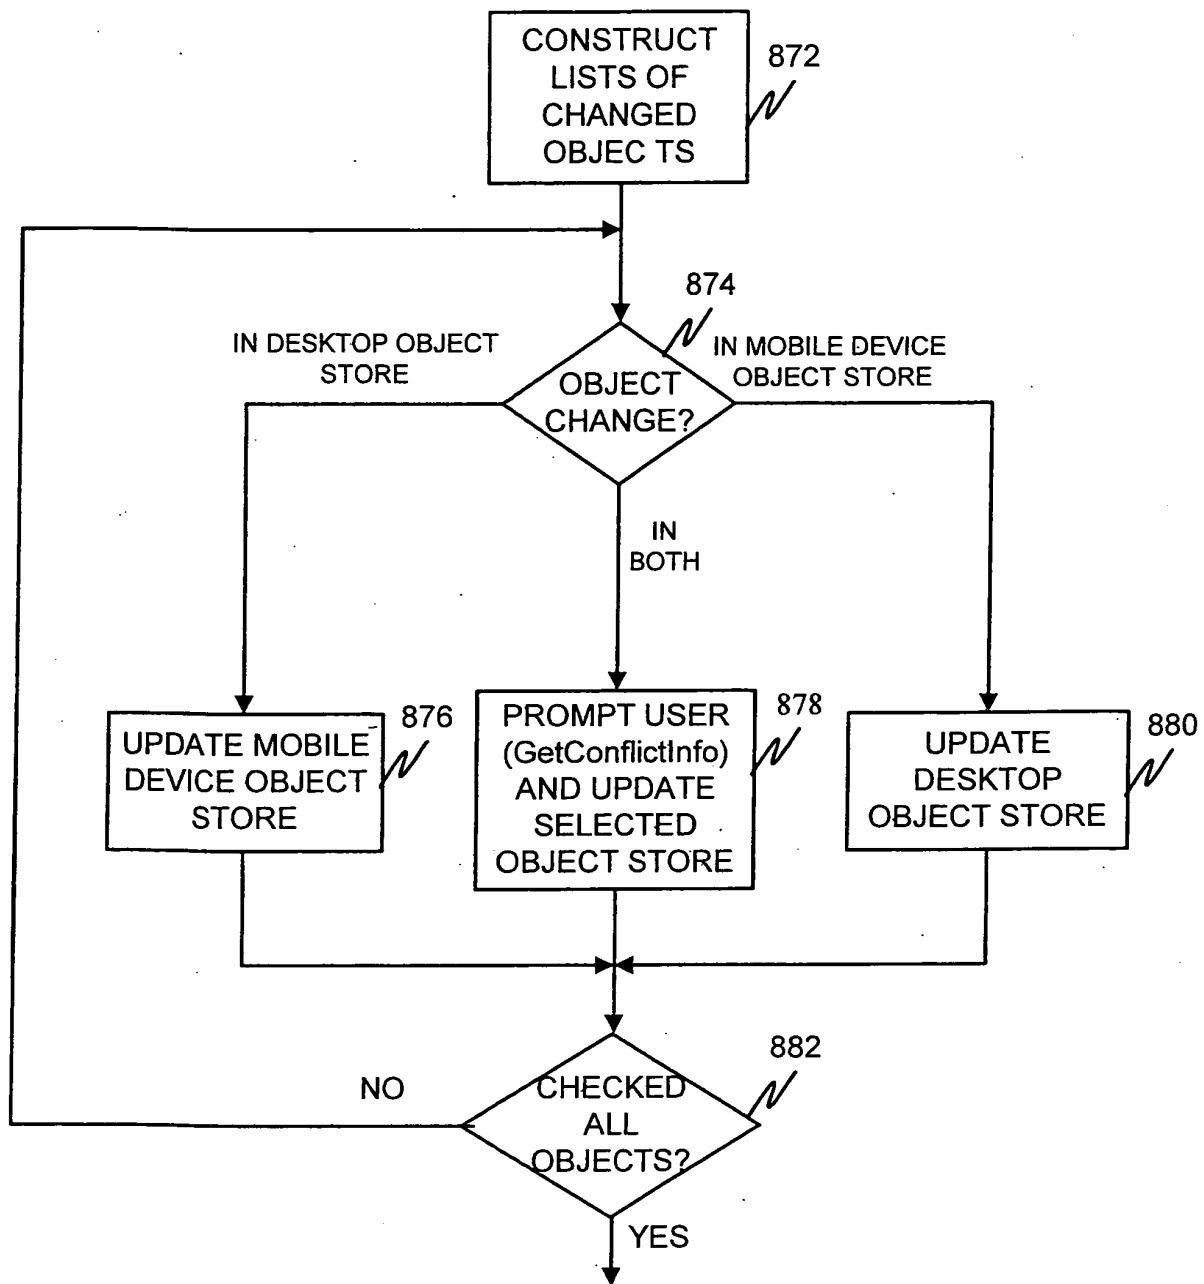 CONSTRUCT
LISTS OF
CHANGED
OBJEC TS
872
874
IN DESKTOP OBJECT
STORE
IN MOBILE DEVICE
OBJECT STORE
OBJECT
CHANGE?
IN
BOTH
UPDATE MOBILE
DEVICE OBJECT
STORE
876
PROMPT USER
(GetConflictInfo)
AND UPDATE
SELECTED
OBJECT STORE
878
UPDATE
DESKTOP
OBJECT STORE
880
882
NO
CHECKED
ALL
OBJECTS?
YES